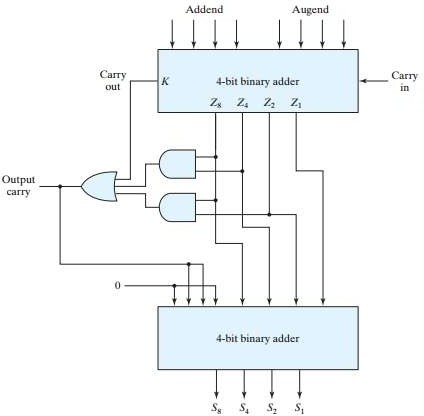 Addend Augend
Carry out
K
4-bit binary adder
Carry in
Z₈ Z₄ Z₂ Z₁
Output carry
0
4-bit binary adder
S₈ S₄ S₂ S₁